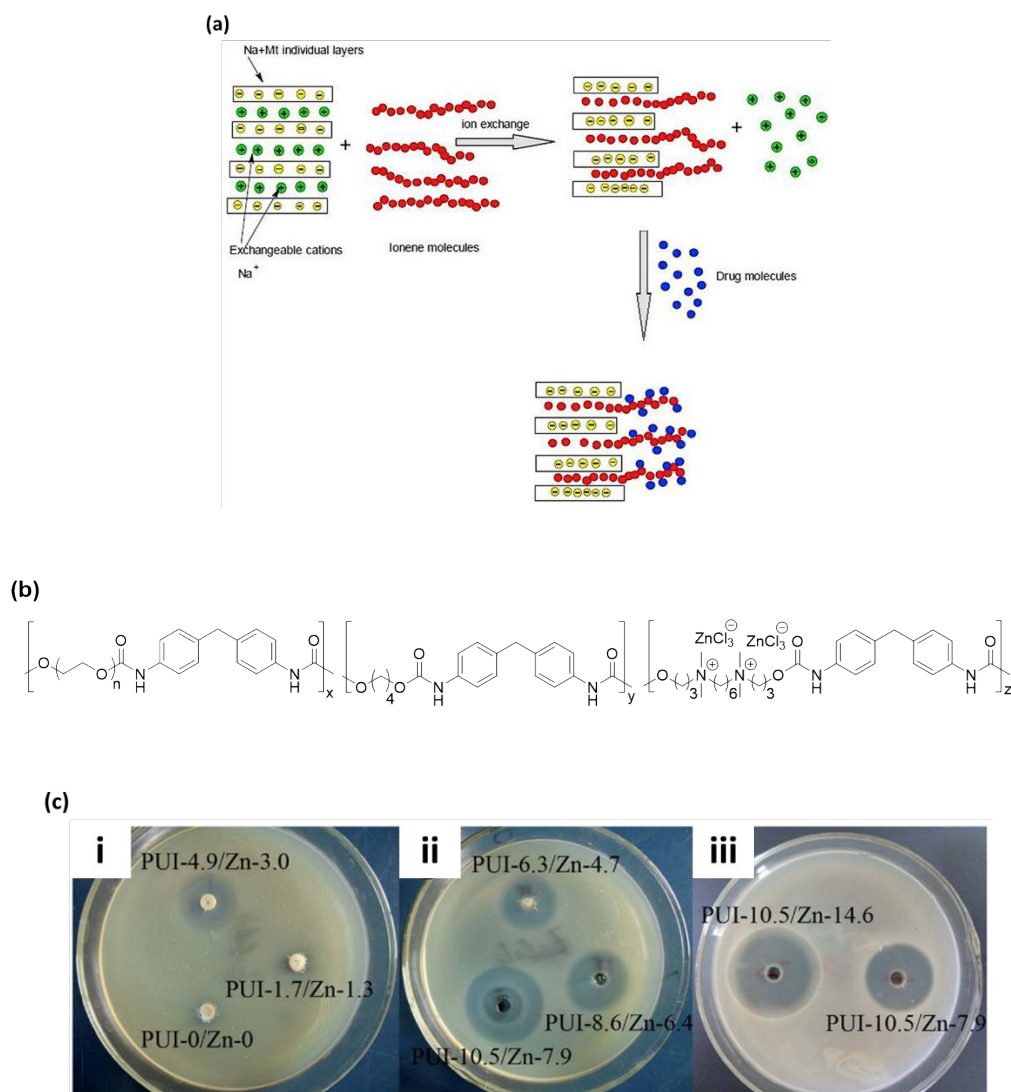 (a)
Na+Mt individual layers
ion exchange
Exchangeable cations
Na+
Ionene molecules
Drug molecules
(b)
ZnCl3⊖ ZnCl3⊖
O O n O N H N H O x O 4 O O N H N H O y O 3 N+ 6 N+ 3 O O N H N H O z
(c)
i
PUI-4.9/Zn-3.0
PUI-1.7/Zn-1.3
PUI-0/Zn-0
ii
PUI-6.3/Zn-4.7
PUI-8.6/Zn-6.4
PUI-10.5/Zn-7.9
iii
PUI-10.5/Zn-14.6
PUI-10.5/Zn-7.9